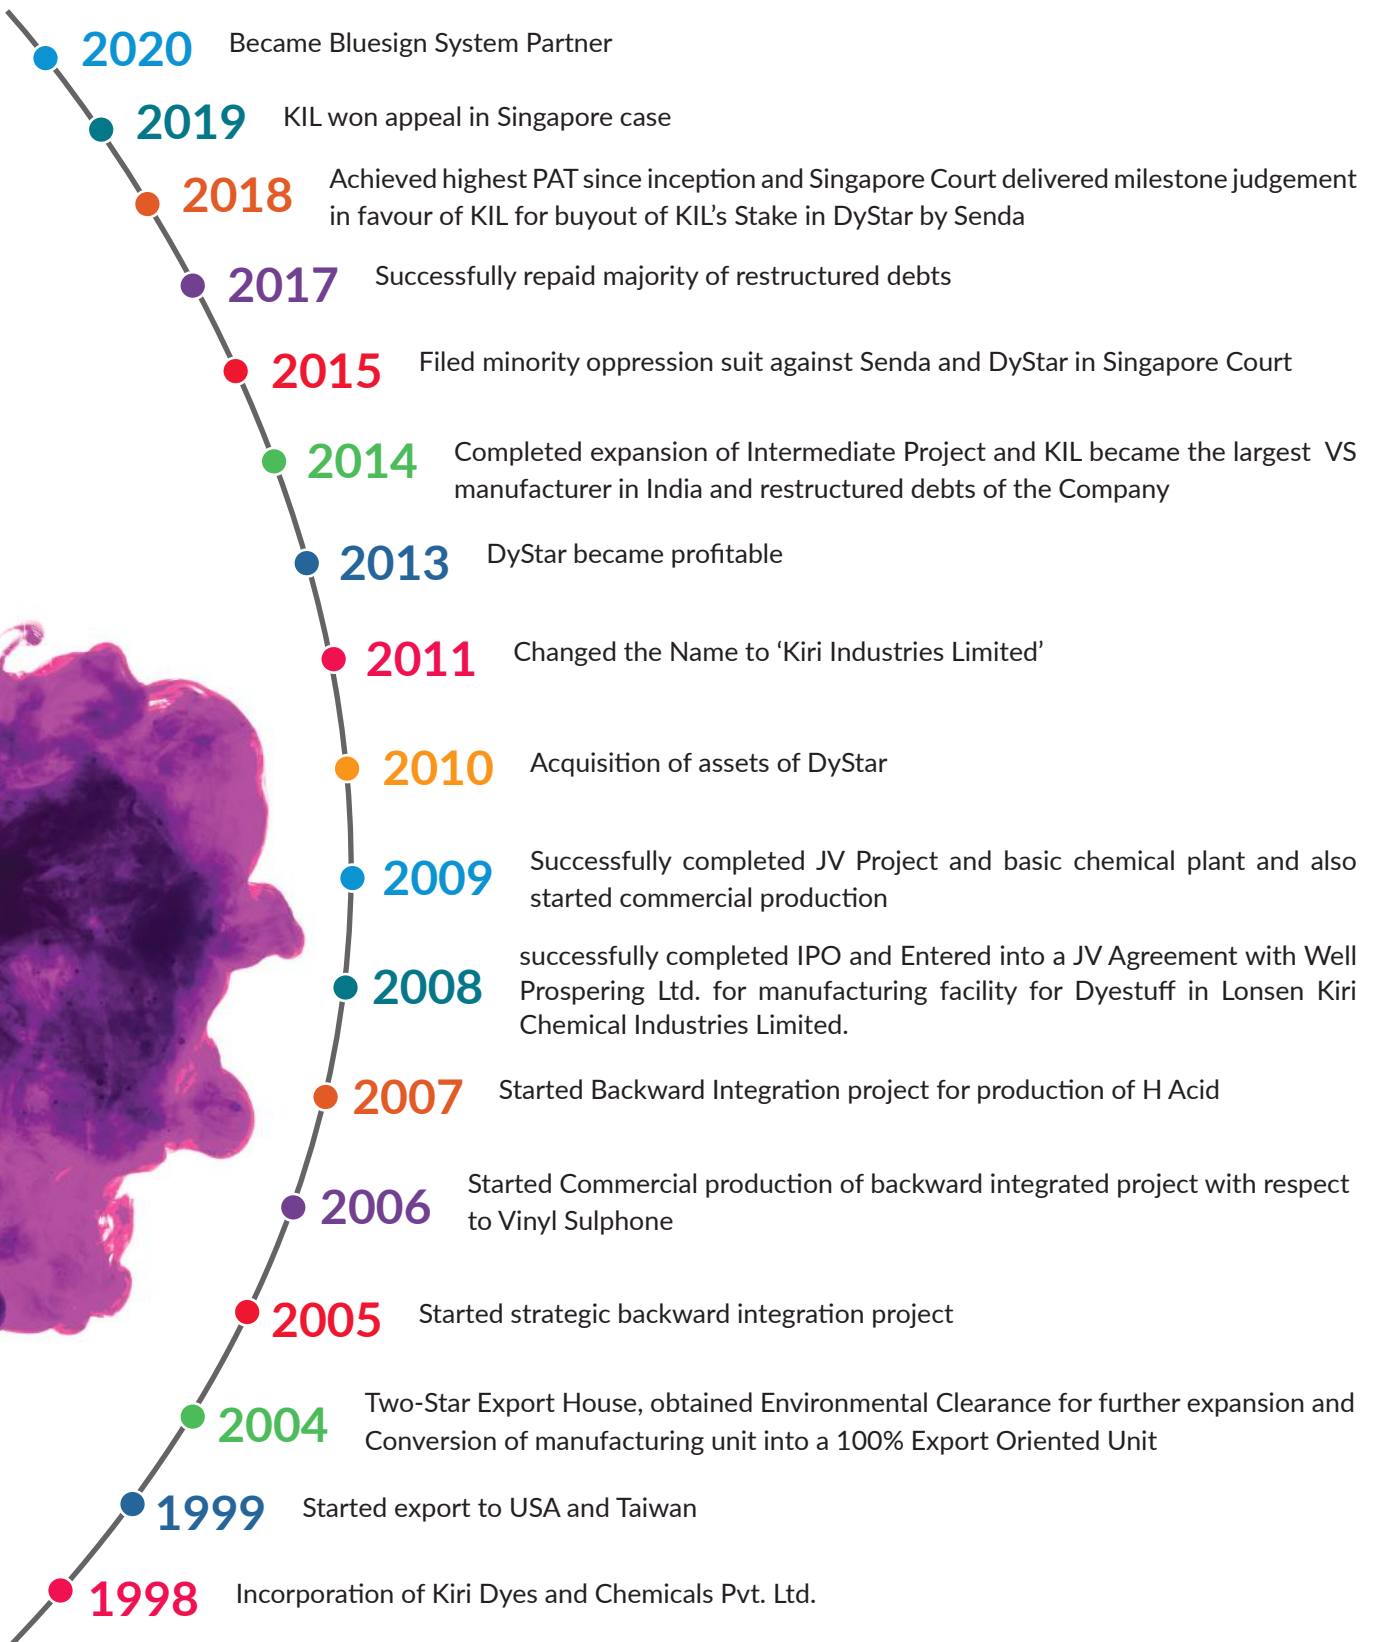 2020 Became Bluesign System Partner
2019 KIL won appeal in Singapore case
2018 Achieved highest PAT since inception and Singapore Court delivered milestone judgement
in favour of KIL for buyout of KIL's Stake in DyStar by Senda
2017 Successfully repaid majority of restructured debts
2015 Filed minority oppression suit against Senda and DyStar in Singapore Court
2014 Completed expansion of Intermediate Project and KIL became the largest VS
manufacturer in India and restructured debts of the Company
2013 DyStar became profitable
2011 Changed the Name to ‘Kiri Industries Limited’
2010 Acquisition of assets of DyStar
2009 Successfully completed JV Project and basic chemical plant and also
started commercial production
2008 successfully completed IPO and Entered into a JV Agreement with Well
Prospering Ltd. for manufacturing facility for Dyestuff in Lonsen Kiri
Chemical Industries Limited.
2007 Started Backward Integration project for production of H Acid
2006 Started Commercial production of backward integrated project with respect
to Vinyl Sulphone
2005 Started strategic backward integration project
2004 Two-Star Export House, obtained Environmental Clearance for further expansion and
Conversion of manufacturing unit into a 100% Export Oriented Unit
1999 Started export to USA and Taiwan
1998 Incorporation of Kiri Dyes and Chemicals Pvt. Ltd.